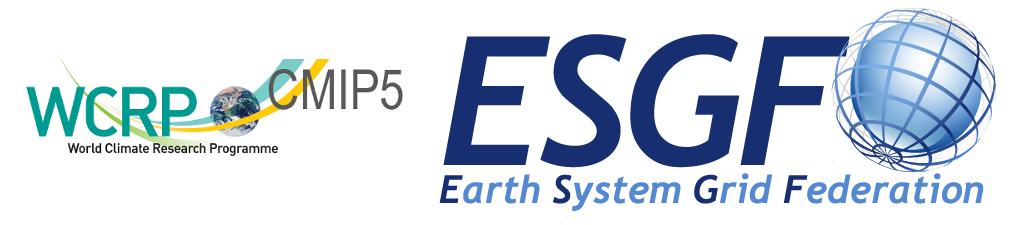 WCRP CMIP5
World Climate Research Programme
ESGF
Earth System Grid Federation